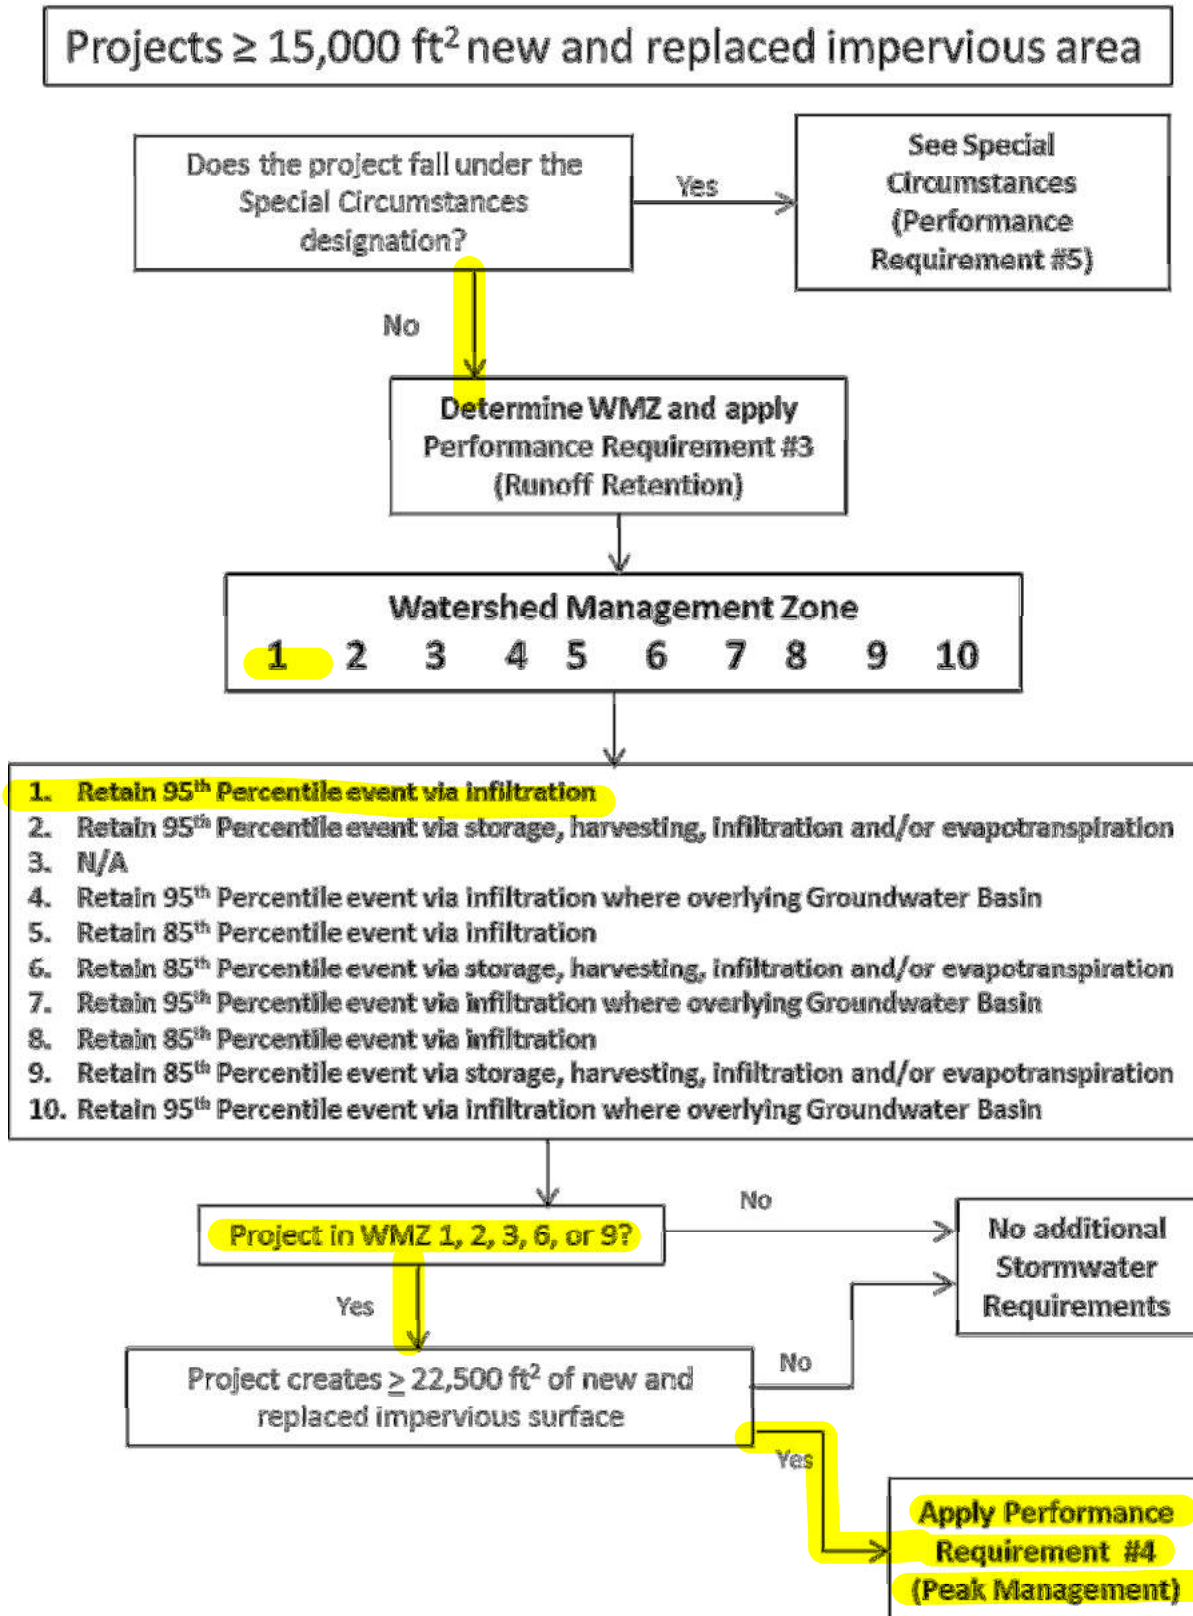 Projects ≥ 15,000 ft² new and replaced impervious area
Does the project fall under the
Special Circumstances
designation?
Yes
See Special
Circumstances
(Performance
Requirement #5)
No
Determine WMZ and apply
Performance Requirement #3
(Runoff Retention)
Watershed Management Zone
1 2 3 4 5 6 7 8 9 10
1. Retain 95th Percentile event via infiltration
2. Retain 95th Percentile event via storage, harvesting, infiltration and/or evapotranspiration
3. N/A
4. Retain 95th Percentile event via infiltration where overlying Groundwater Basin
5. Retain 85th Percentile event via infiltration
6. Retain 85th Percentile event via storage, harvesting, infiltration and/or evapotranspiration
7. Retain 95th Percentile event via infiltration where overlying Groundwater Basin
8. Retain 85th Percentile event via infiltration
9. Retain 85th Percentile event via storage, harvesting, infiltration and/or evapotranspiration
10. Retain 95th Percentile event via infiltration where overlying Groundwater Basin
Project in WMZ 1, 2, 3, 6, or 9?
No
No additional
Stormwater
Requirements
Yes
Project creates ≥ 22,500 ft² of new and
replaced impervious surface
No
Yes
Apply Performance
Requirement #4
(Peak Management)